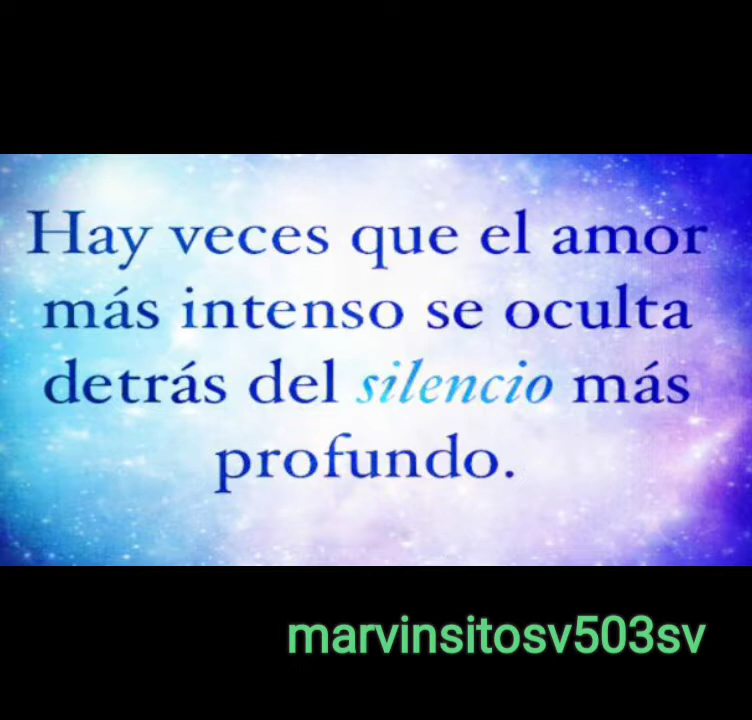 Hay veces que el amor
más intenso se oculta
detrás del silencio más
profundo.
marvinsitosv503sv